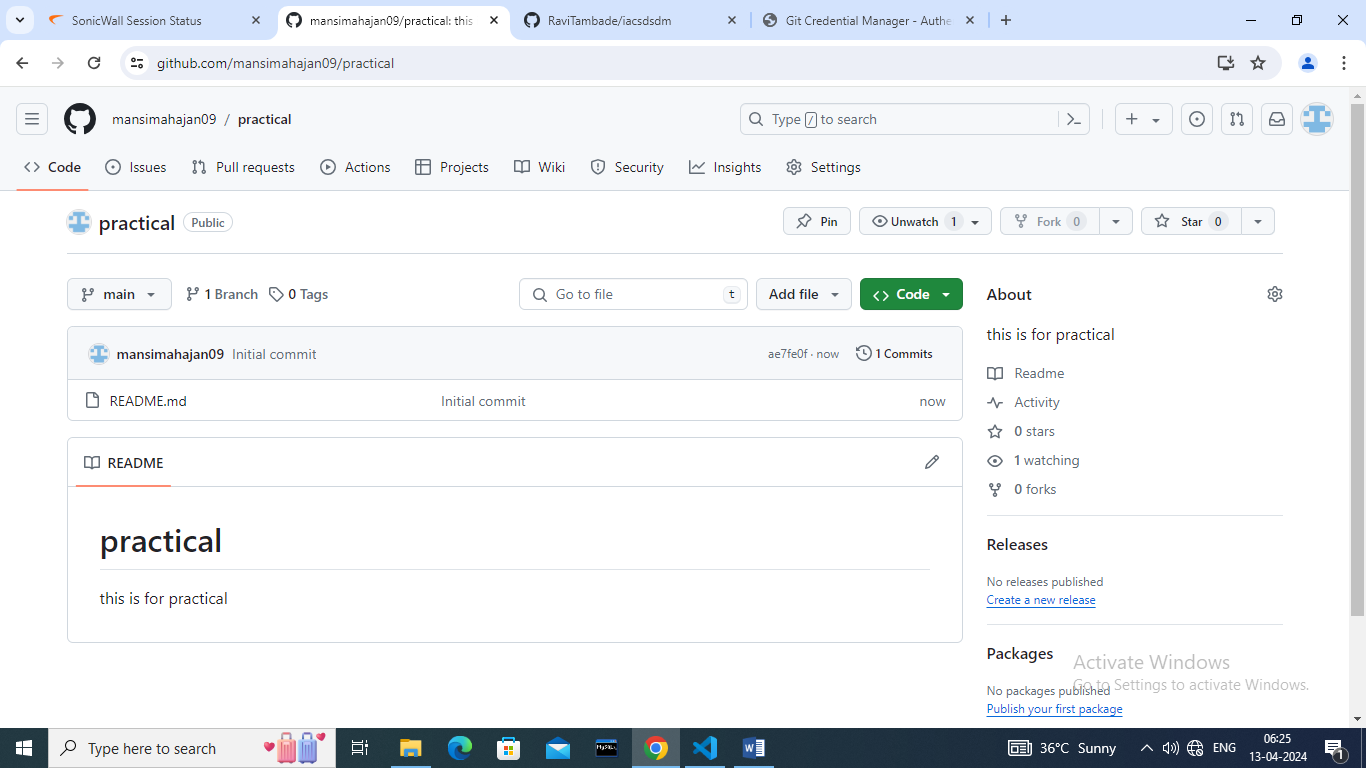 SonicWall Session Status
mansimahajan09/practical: this
RaviTambade/iacsdsdm
Git Credential Manager - Authe
github.com/mansimahajan09/practical
mansimahajan09 / practical
Type / to search
Code Issues Pull requests Actions Projects Wiki Security Insights Settings
practical Public
Pin Unwatch 1 Fork 0 Star 0
main 1 Branch 0 Tags Go to file t Add file Code
mansimahajan09 Initial commit ae7fe0f · now 1 Commits
README.md Initial commit now
README
practical
this is for practical
About
this is for practical
Readme
Activity
0 stars
1 watching
0 forks
Releases
No releases published
Create a new release
Packages
No packages published
Publish your first package
Activate Windows
Go to Settings to activate Windows.
Type here to search
MySQL
36°C Sunny
ENG
06:25
13-04-2024
1